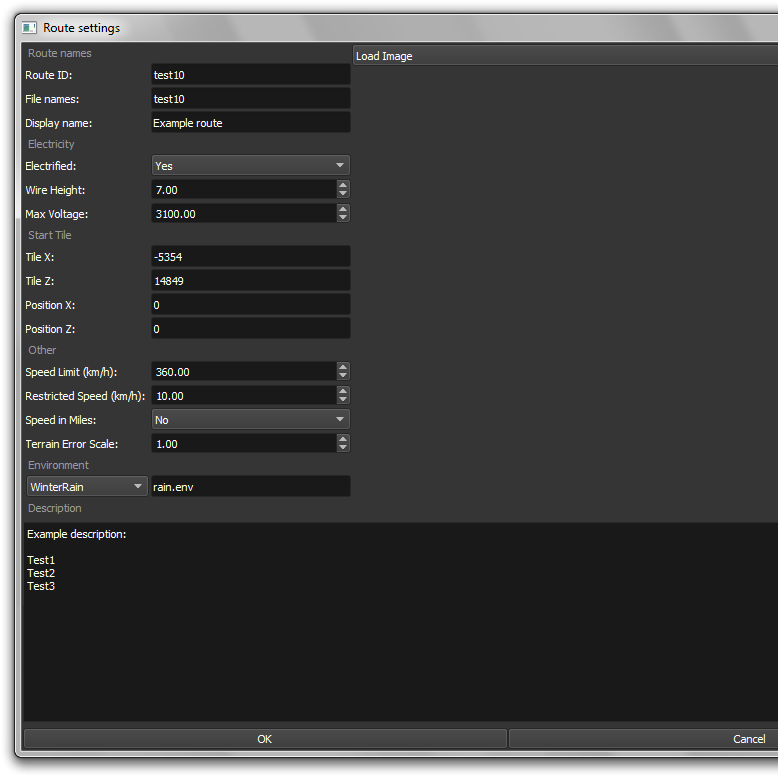 Route settings
Route names
Load Image
Route ID: test10
File names: test10
Display name: Example route
Electricity
Electrified: Yes
Wire Height: 7.00
Max Voltage: 3100.00
Start Tile
Tile X: -5354
Tile Z: 14849
Position X: 0
Position Z: 0
Other
Speed Limit (km/h): 360.00
Restricted Speed (km/h): 10.00
Speed in Miles: No
Terrain Error Scale: 1.00
Environment
WinterRain rain.env
Description
Example description:
Test1
Test2
Test3
OK Cancel